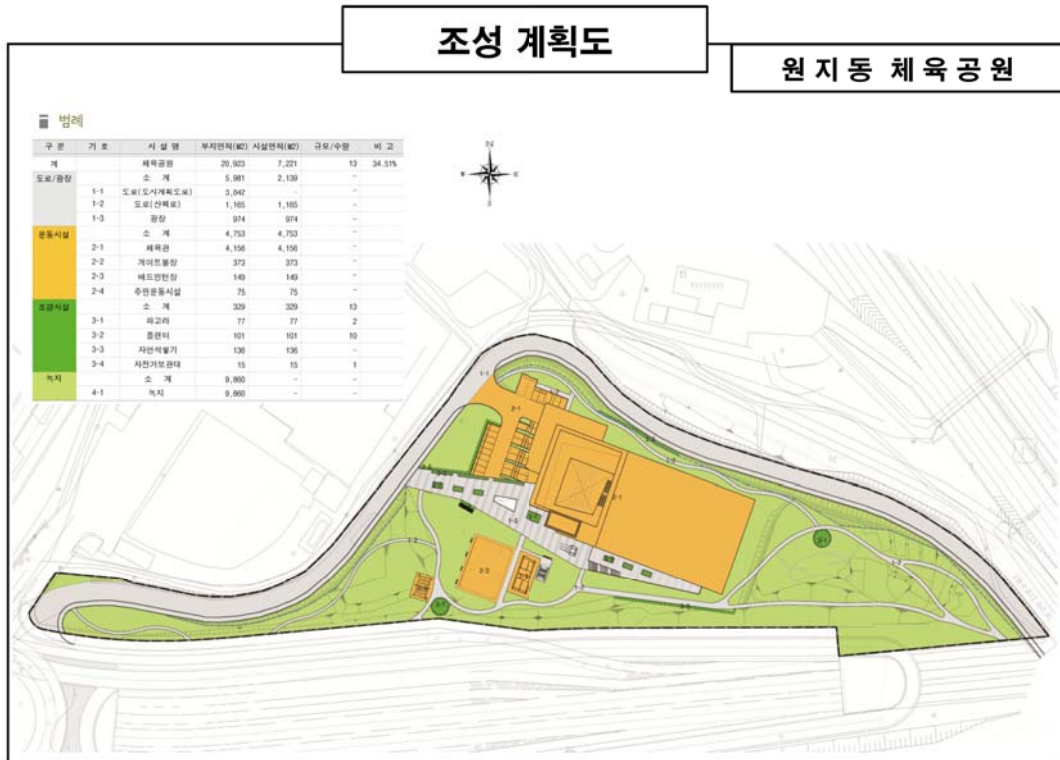 조성 계획도
원지동 체육공원
범례
구 분 기 호 시 설 명 부지면적(M2) 시설면적(M2) 규모/수량 비 고
계 체육공원 20,923 7,221 13 34.51%
도로/광장 소 계 5,981 2,139 -
1-1 도로(도시계획도로) 3,842 - -
1-2 도로(산책로) 1,165 1,165 -
1-3 광장 974 974 -
운동시설 소 계 4,753 4,753 -
2-1 체육관 4,156 4,156 -
2-2 게이트볼장 373 373 -
2-3 배드민턴장 149 149 -
2-4 주민운동시설 75 75 -
조경시설 소 계 329 329 13
3-1 파고라 77 77 2
3-2 플랜터 101 101 10
3-3 자연석쌓기 136 136 -
3-4 자전거보관대 15 15 1
녹지 소 계 9,860 - -
4-1 녹지 9,860 - -
N
W E
S
1-1
2-1
2-1
1-3
1-2